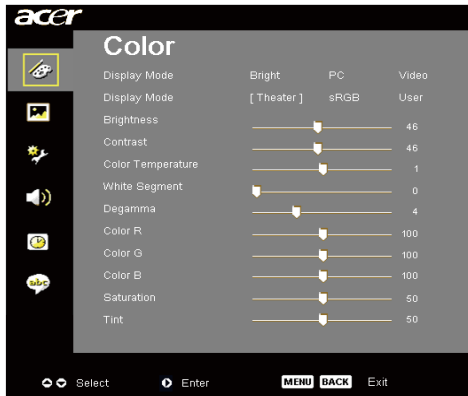 acer
Color
Display Mode Bright PC Video
Display Mode [ Theater ] sRGB User
Brightness 46
Contrast 46
Color Temperature 1
White Segment 0
Degamma 4
Color R 100
Color G 100
Color B 100
Saturation 50
Tint 50
abc
Select Enter MENU BACK Exit